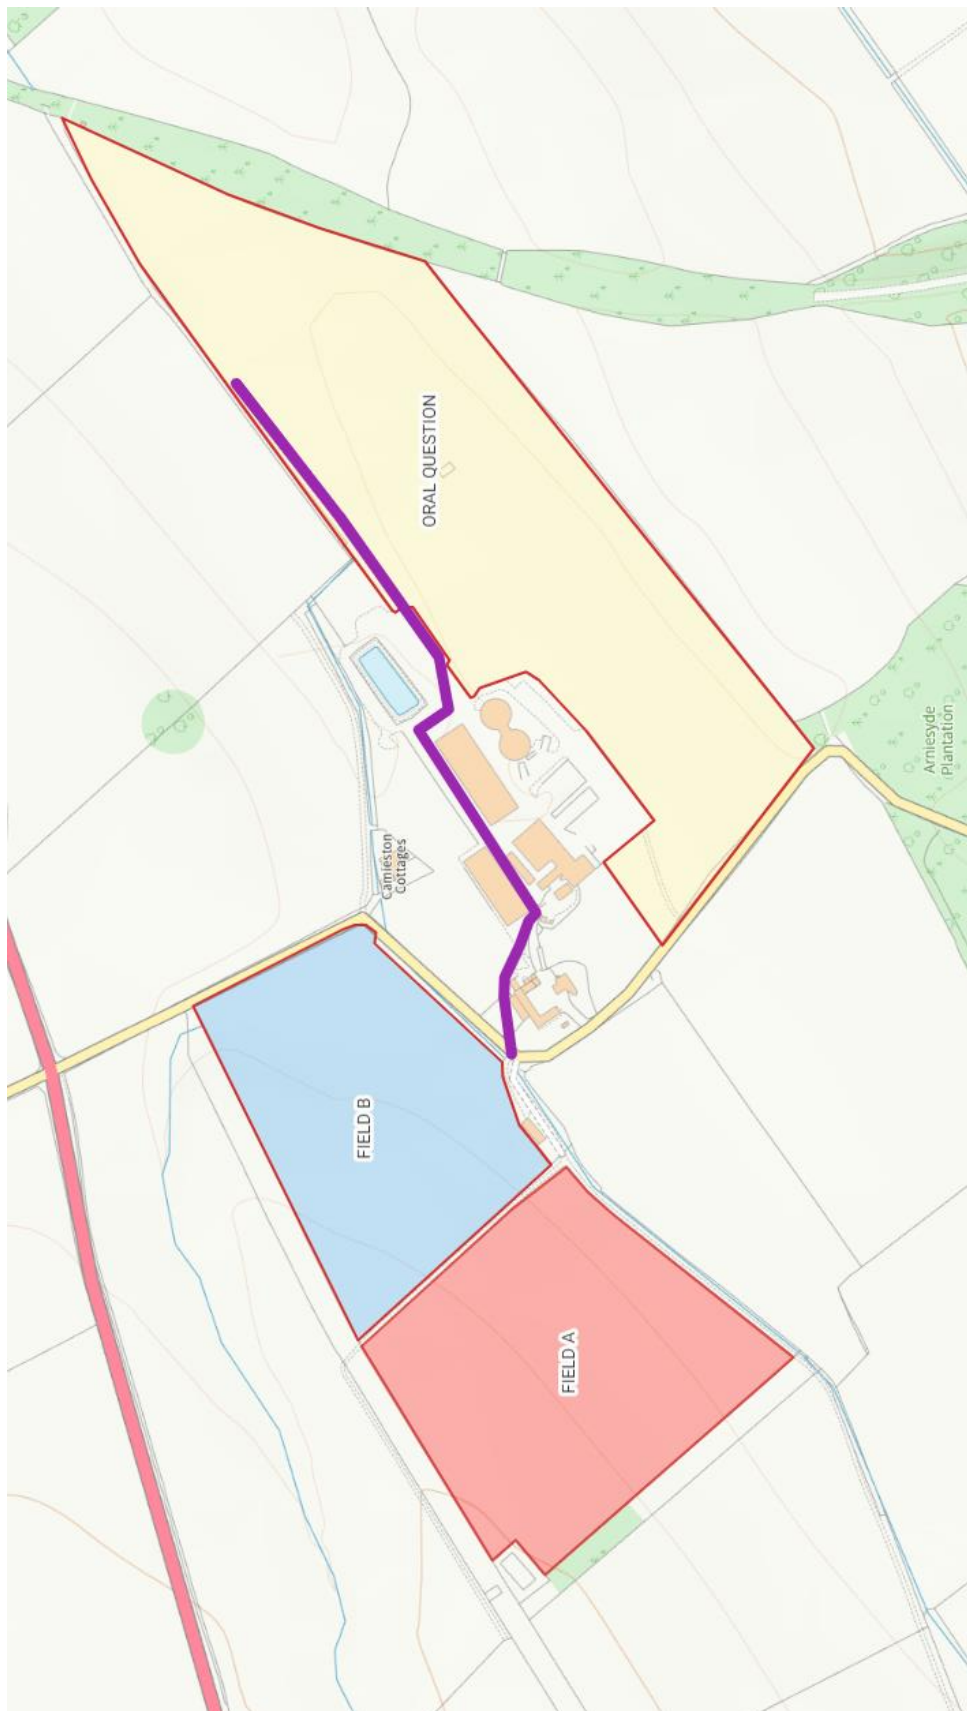 ORAL QUESTION
Camieston
Cottages
Arniesyde
Plantation
FIELD B
FIELD A